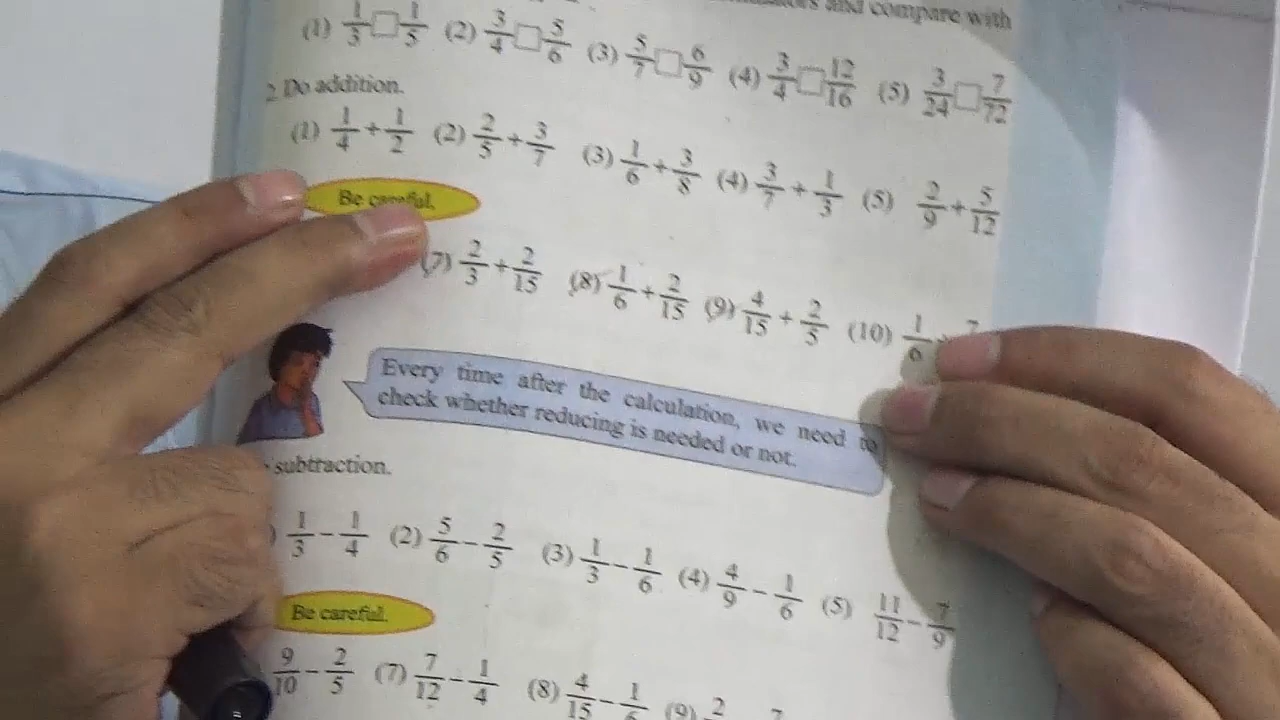 and compare with
(1) 1/3 □ 1/5 (2) 3/4 □ 5/6 (3) 5/7 □ 6/9 (4) 3/4 □ 12/16 (5) 3/24 □ 7/72
2 Do addition.
(1) 1/4 + 1/2 (2) 2/5 + 3/7 (3) 1/6 + 3/8 (4) 3/7 + 1/3 (5) 2/9 + 5/12
Be careful.
(7) 2/3 + 2/15 (8) 1/6 + 2/15 (9) 4/15 + 2/5 (10) 1/6 +
Every time after the calculation, we need to
check whether reducing is needed or not.
subtraction.
) 1/3 - 1/4 (2) 5/6 - 2/5 (3) 1/3 - 1/6 (4) 4/9 - 1/6 (5) 11/12 - 7/9
Be careful.
9/10 - 2/5 (7) 7/12 - 1/4 (8) 4/15 - 1/6 (9) 2